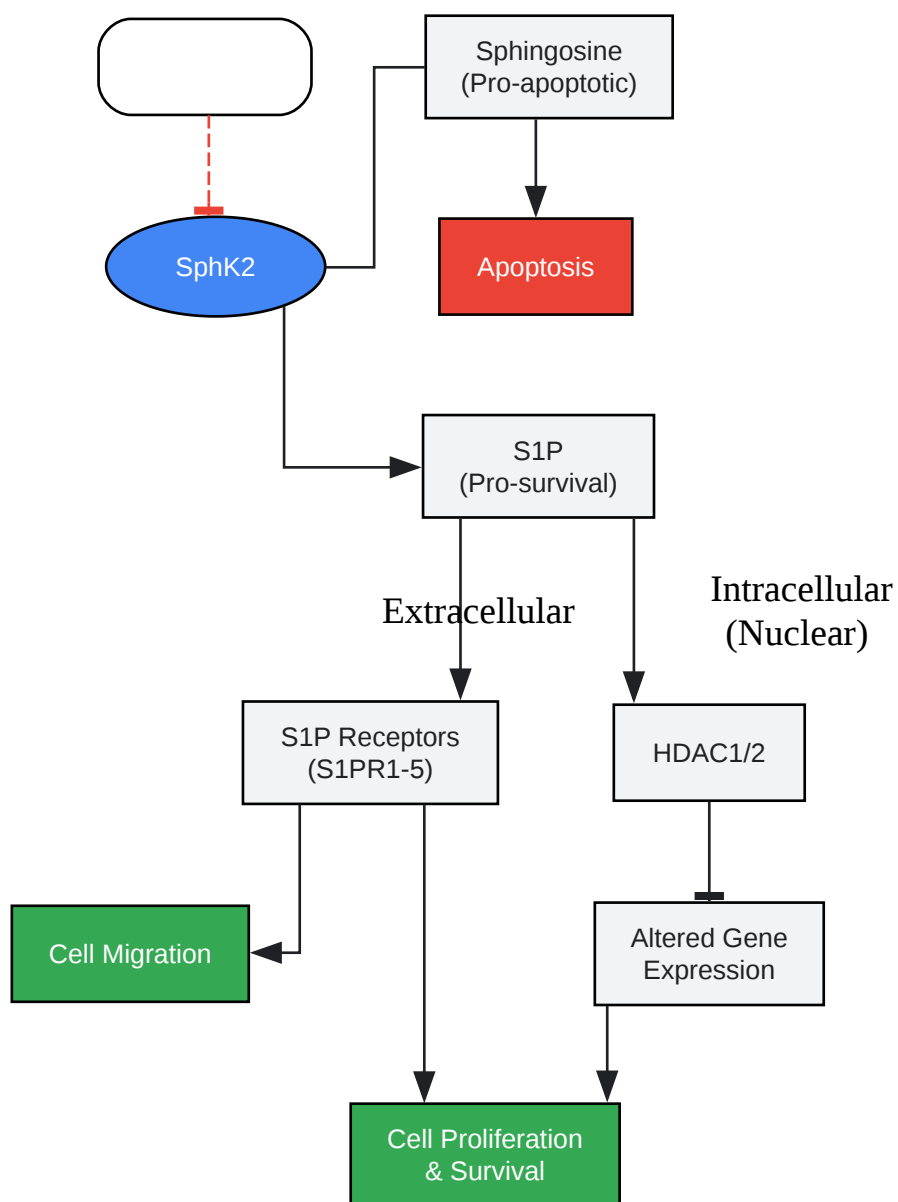 Sphingosine
(Pro-apoptotic)
SphK2
Apoptosis
S1P
(Pro-survival)
Extracellular
Intracellular
(Nuclear)
S1P Receptors
(S1PR1-5)
HDAC1/2
Cell Migration
Altered Gene
Expression
Cell Proliferation
& Survival